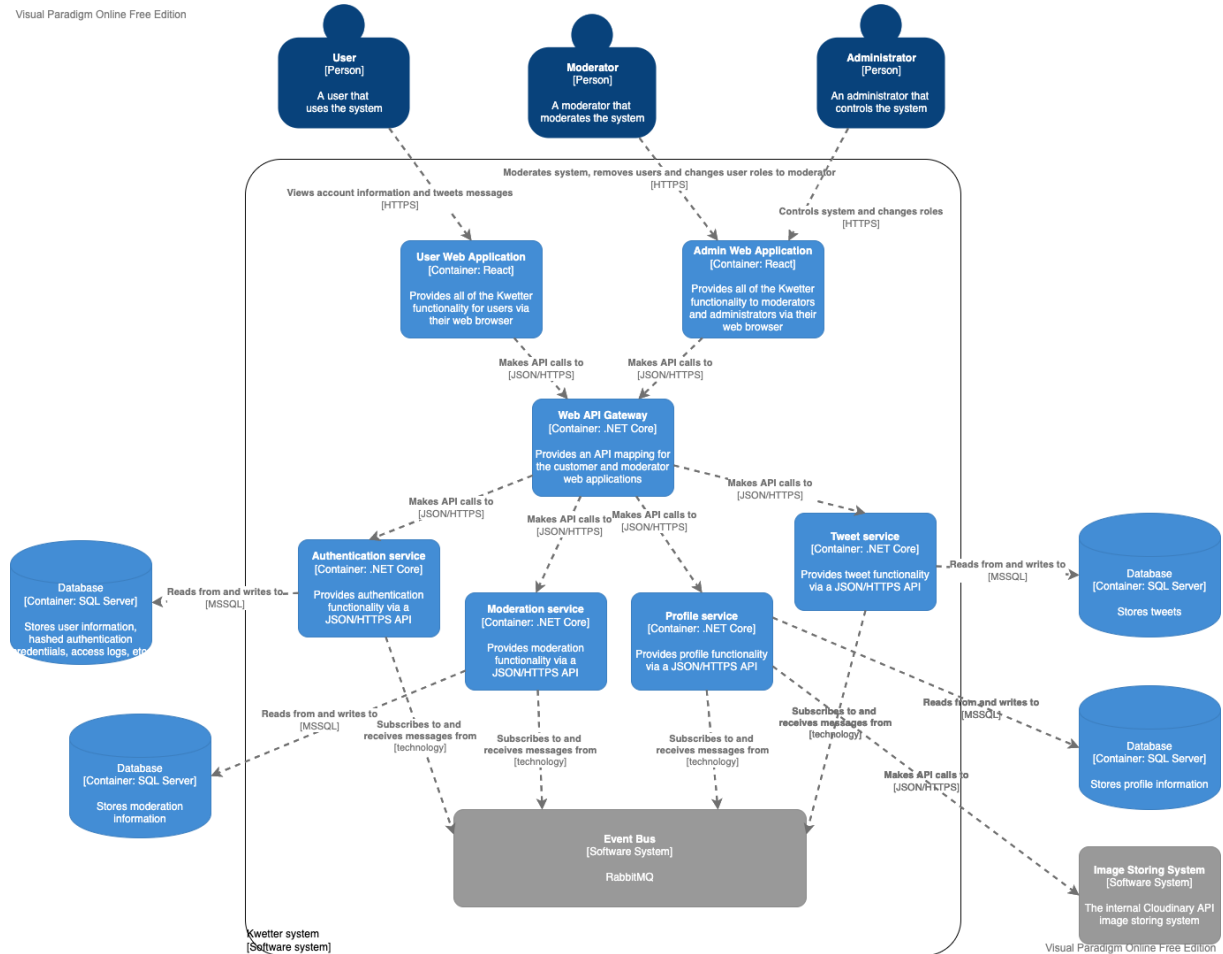 Visual Paradigm Online Free Edition
User
[Person]
A user that
uses the system
Moderator
[Person]
A moderator that
moderates the system
Administrator
[Person]
An administrator that
controls the system
Moderates system, removes users and changes user roles to moderator
[HTTPS]
Views account information and tweets messages
[HTTPS]
Controls system and changes roles
[HTTPS]
User Web Application
[Container: React]
Provides all of the Kwetter
functionality for users via
their web browser
Admin Web Application
[Container: React]
Provides all of the Kwetter
functionality to moderators
and administrators via their
web browser
Makes API calls to
[JSON/HTTPS]
Makes API calls to
[JSON/HTTPS]
Web API Gateway
[Container: .NET Core]
Provides an API mapping for
the customer and moderator
web applications
Makes API calls to
[JSON/HTTPS]
Makes API calls to
[JSON/HTTPS]
Makes API calls to
[JSON/HTTPS]
Makes API calls to
[JSON/HTTPS]
Authentication service
[Container: .NET Core]
Provides authentication
functionality via a
JSON/HTTPS API
Moderation service
[Container: .NET Core]
Provides moderation
functionality via a
JSON/HTTPS API
Profile service
[Container: .NET Core]
Provides profile functionality
via a JSON/HTTPS API
Tweet service
[Container: .NET Core]
Provides tweet functionality
via a JSON/HTTPS API
Reads from and writes to
[MSSQL]
Database
[Container: SQL Server]
Stores user information,
hashed authentication
credentiials, access logs, etc.
Reads from and writes to
[MSSQL]
Database
[Container: SQL Server]
Stores tweets
Reads from and writes to
[MSSQL]
Database
[Container: SQL Server]
Stores moderation
information
Reads from and writes to
[MSSQL]
Database
[Container: SQL Server]
Stores profile information
Subscribes to and
receives messages from
[technology]
Subscribes to and
receives messages from
[technology]
Subscribes to and
receives messages from
[technology]
Subscribes to and
receives messages from
[technology]
Makes API calls to
[JSON/HTTPS]
Event Bus
[Software System]
RabbitMQ
Image Storing System
[Software System]
The internal Cloudinary API
image storing system
Kwetter system
[Software system]
Visual Paradigm Online Free Edition